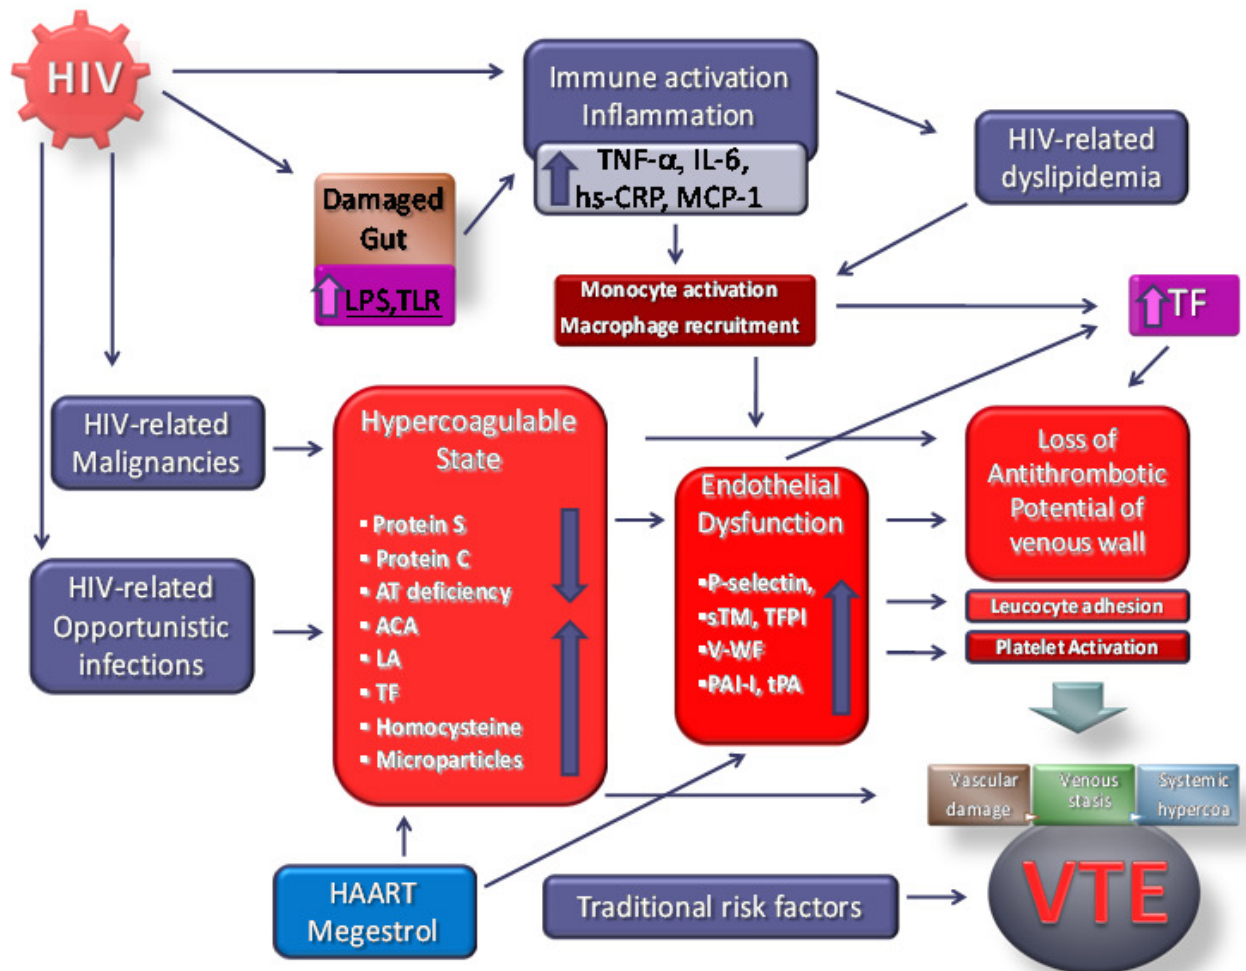 HIV
Immune activation
Inflammation
TNF-α, IL-6,
hs-CRP, MCP-1
HIV-related
dyslipidemia
Damaged
Gut
LPS,TLR
Monocyte activation
Macrophage recruitment
TF
HIV-related
Malignancies
HIV-related
Opportunistic
infections
Hypercoagulable
State
▪ Protein S
▪ Protein C
▪ AT deficiency
▪ ACA
▪ LA
▪ TF
▪ Homocysteine
▪ Microparticles
Endothelial
Dysfunction
▪P-selectin,
▪sTM, TFPI
▪V-WF
▪PAI-I, tPA
Loss of
Antithrombotic
Potential of
venous wall
Leucocyte adhesion
Platelet Activation
Vascular
damage
Venous
stasis
Systemic
hypercoa
VTE
HAART
Megestrol
Traditional risk factors